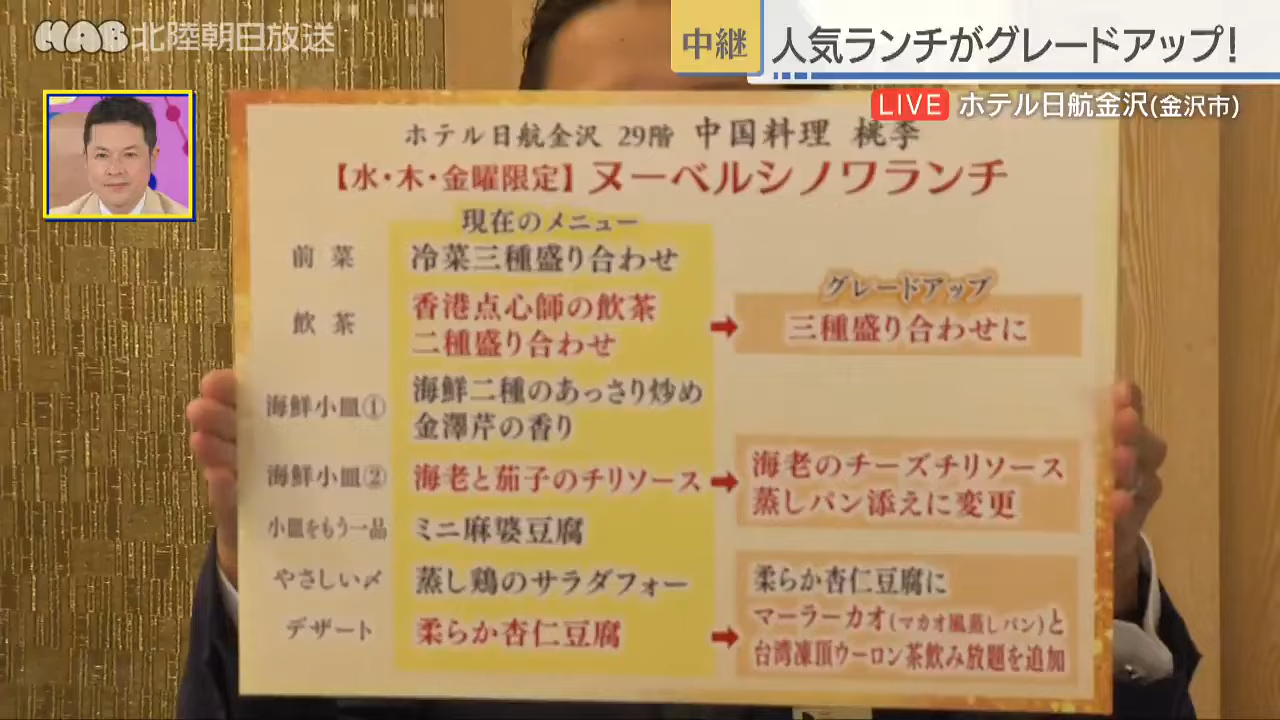 HAB北陸朝日放送
中継
人気ランチがグレードアップ!
LIVE ホテル日航金沢(金沢市)
ホテル日航金沢 29階 中国料理 桃李
【水・木・金曜限定】ヌーベルシノワランチ
現在のメニュー
前菜
冷菜三種盛り合わせ
グレードアップ
飲茶
香港点心師の飲茶
二種盛り合わせ
三種盛り合わせに
海鮮小皿①
海鮮二種のあっさり炒め
金澤芹の香り
海鮮小皿②
海老と茄子のチリソース
海老のチーズチリソース
蒸しパン添えに変更
小皿をもう一品
ミニ麻婆豆腐
やさしい〆
蒸し鶏のサラダフォー
デザート
柔らか杏仁豆腐
柔らか杏仁豆腐に
マーラーカオ(マカオ風蒸しパン)と
台湾凍頂ウーロン茶飲み放題を追加